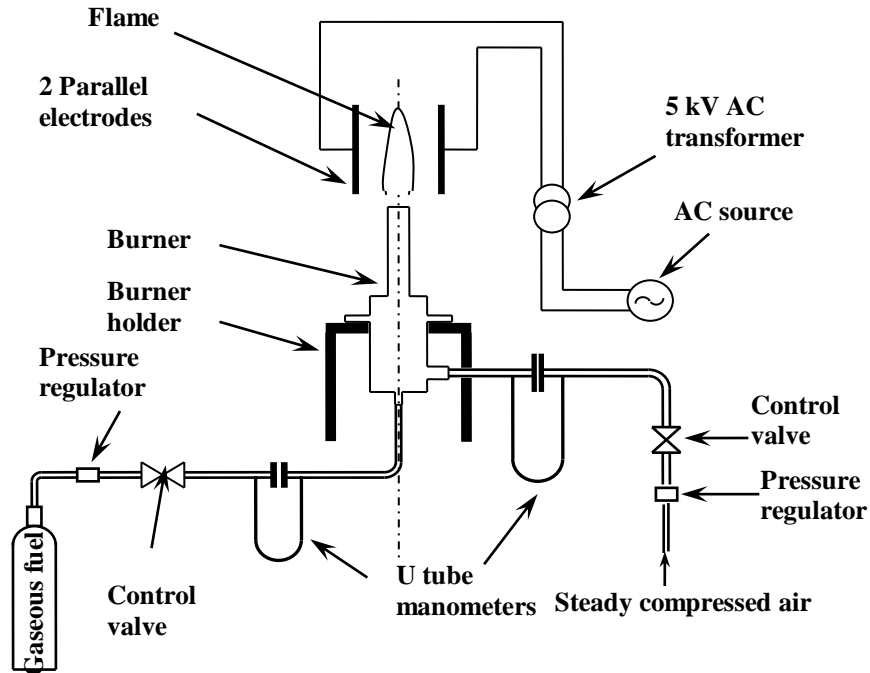 Flame
2 Parallel
electrodes
5 kV AC
transformer
AC source
Burner
Burner
holder
Pressure
regulator
Control
valve
Pressure
regulator
Gaseous fuel
Control
valve
U tube
manometers
Steady compressed air